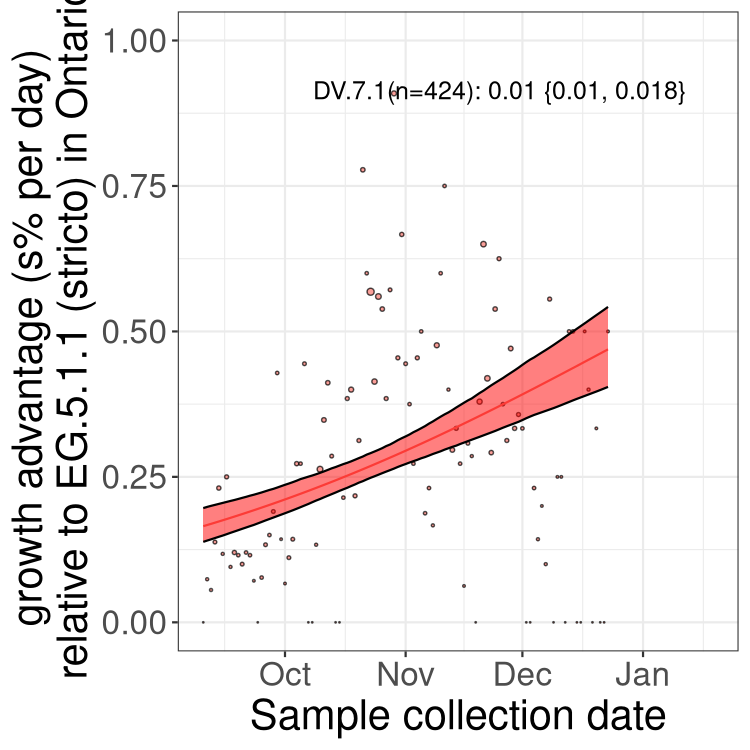 growth advantage (s% per day)
relative to EG.5.1.1 (stricto) in Ontario
1.00
0.75
0.50
0.25
0.00
DV.7.1(n=424): 0.01 {0.01, 0.018}
Oct Nov Dec Jan
Sample collection date